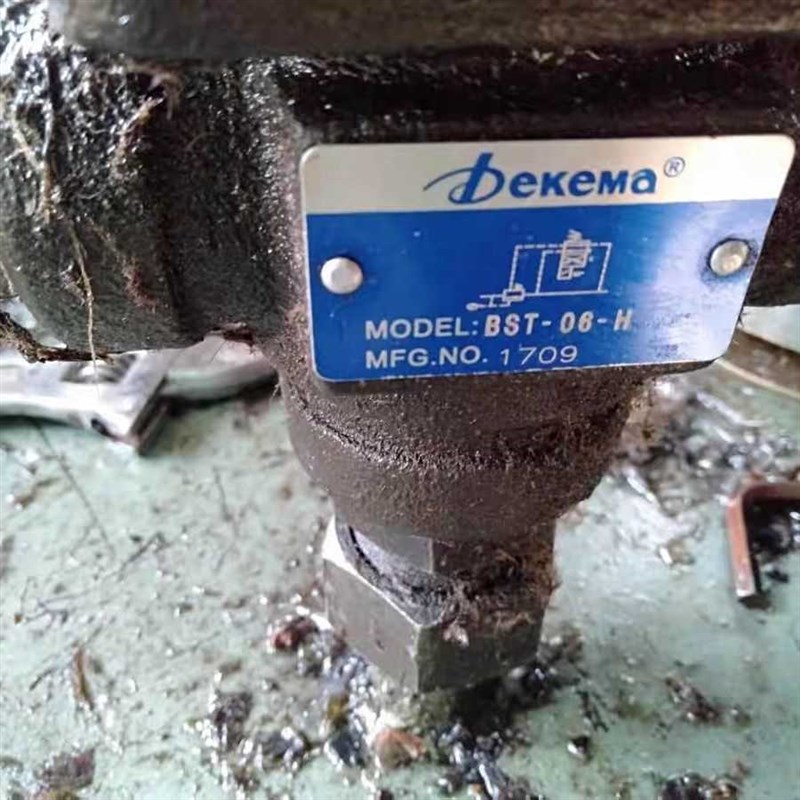 Dekema®
MODEL: BST-06-H
MFG.NO. 1709